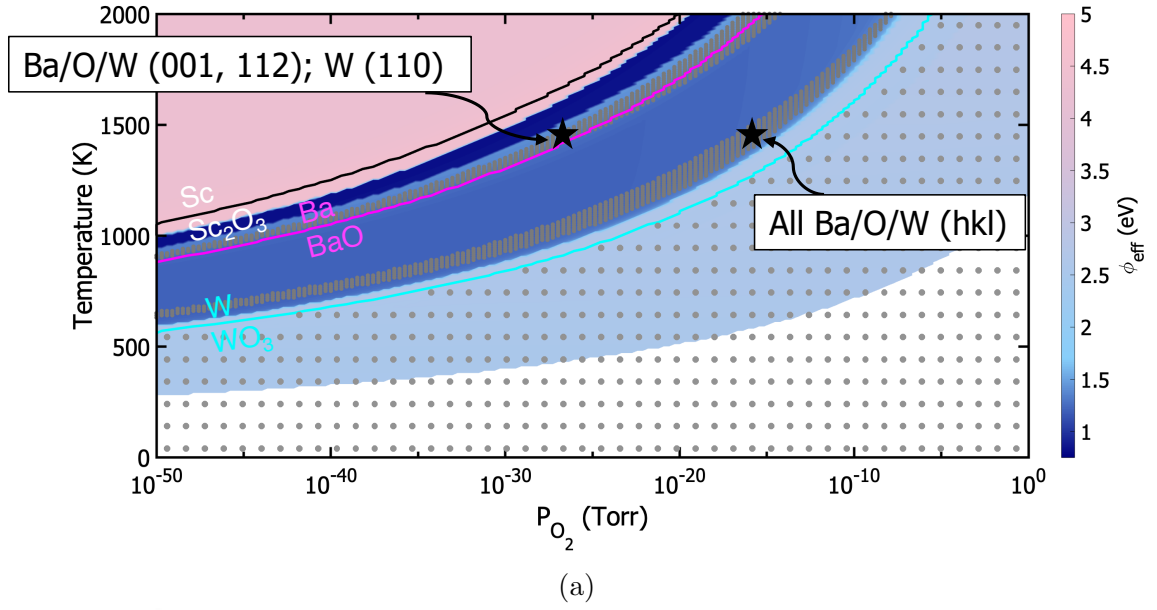 Temperature (K)
2000
1500
1000
500
0
Ba/O/W (001, 112); W (110)
All Ba/O/W (hkl)
Sc
Sc₂O₃
Ba
BaO
W
WO₃
10⁻⁵⁰
10⁻⁴⁰
10⁻³⁰
10⁻²⁰
10⁻¹⁰
10⁰
P_O₂ (Torr)
5
4.5
4
3.5
3
2.5
2
1.5
1
ϕ_eff (eV)
(a)